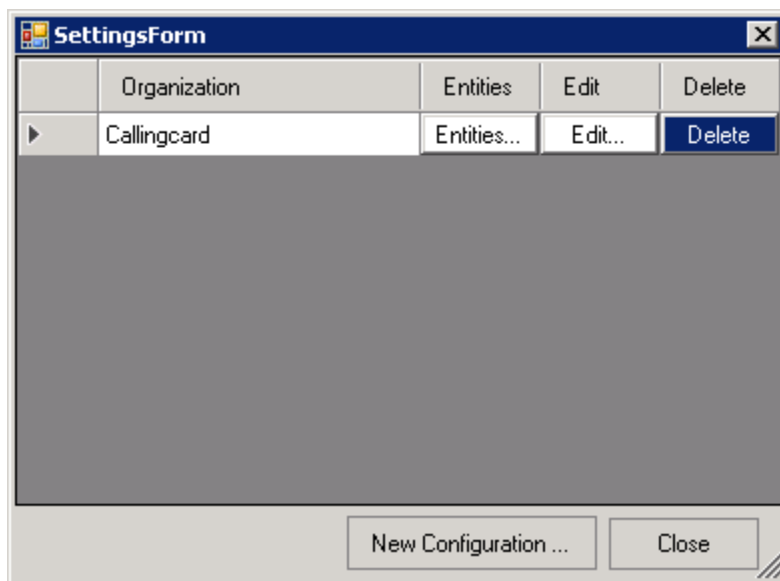 SettingsForm
Organization Entities Edit Delete
Callingcard Entities... Edit... Delete
New Configuration ... Close